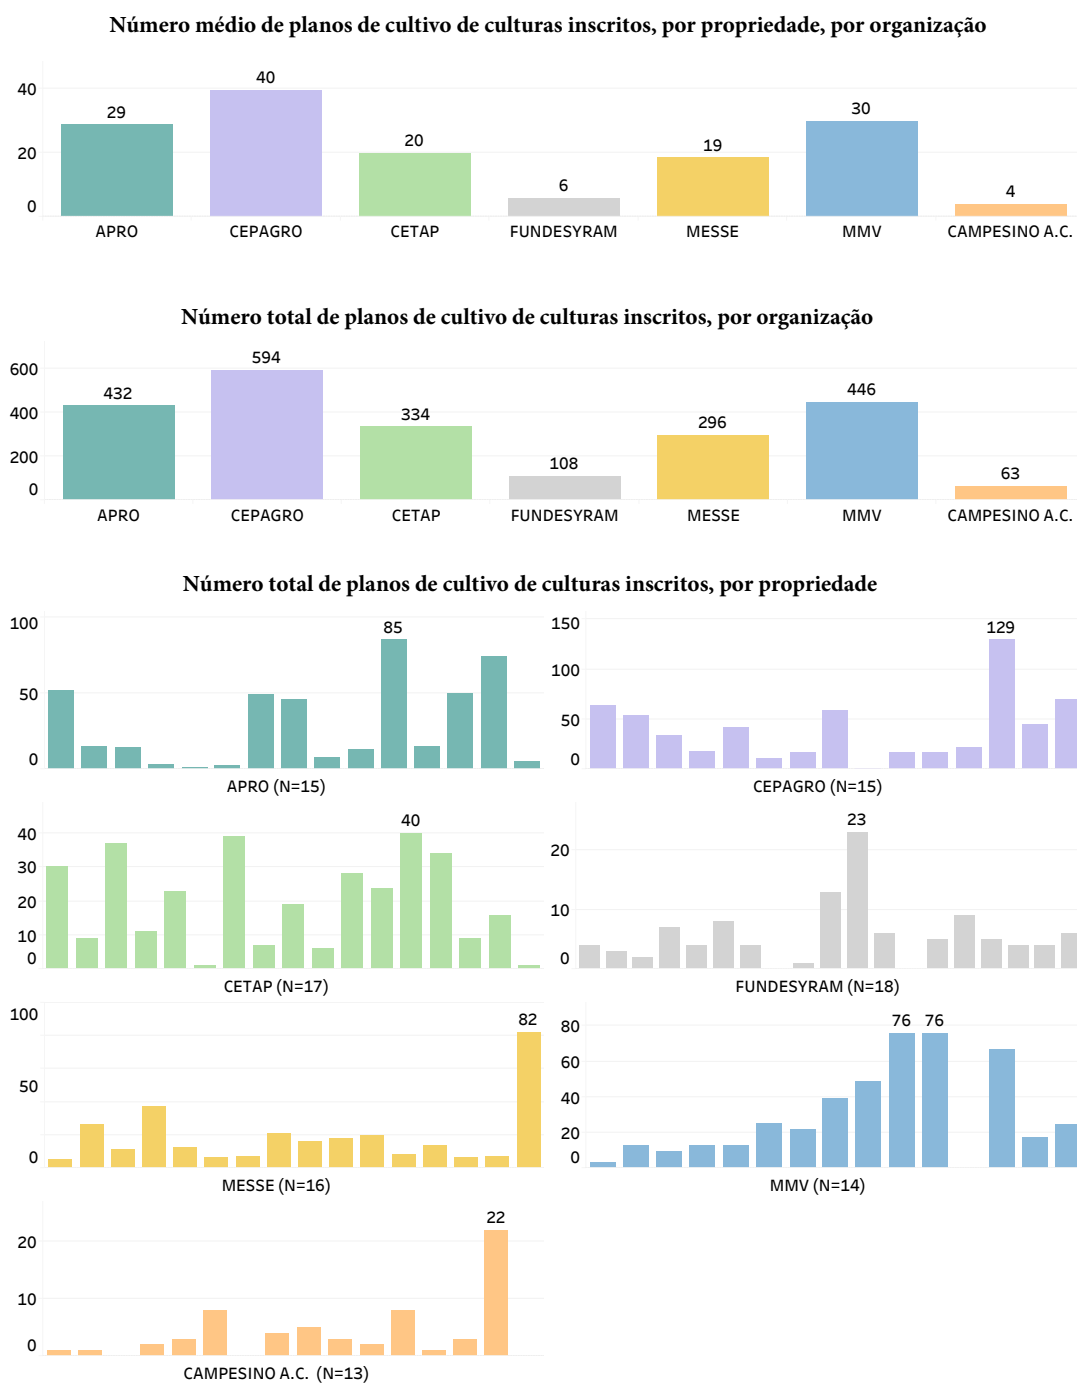 Número médio de planos de cultivo de culturas inscritos, por propriedade, por organização
40
20
0
29
40
20
6
19
30
4
APRO
CEPAGRO
CETAP
FUNDESYRAM
MESSE
MMV
CAMPESINO A.C.
Número total de planos de cultivo de culturas inscritos, por organização
600
400
200
0
432
594
334
108
296
446
63
APRO
CEPAGRO
CETAP
FUNDESYRAM
MESSE
MMV
CAMPESINO A.C.
Número total de planos de cultivo de culturas inscritos, por propriedade
100
50
0
85
APRO (N=15)
150
100
50
0
129
CEPAGRO (N=15)
40
30
20
10
0
40
CETAP (N=17)
20
10
0
23
FUNDESYRAM (N=18)
100
50
0
82
MESSE (N=16)
80
60
40
20
0
76
76
MMV (N=14)
20
10
0
22
CAMPESINO A.C. (N=13)